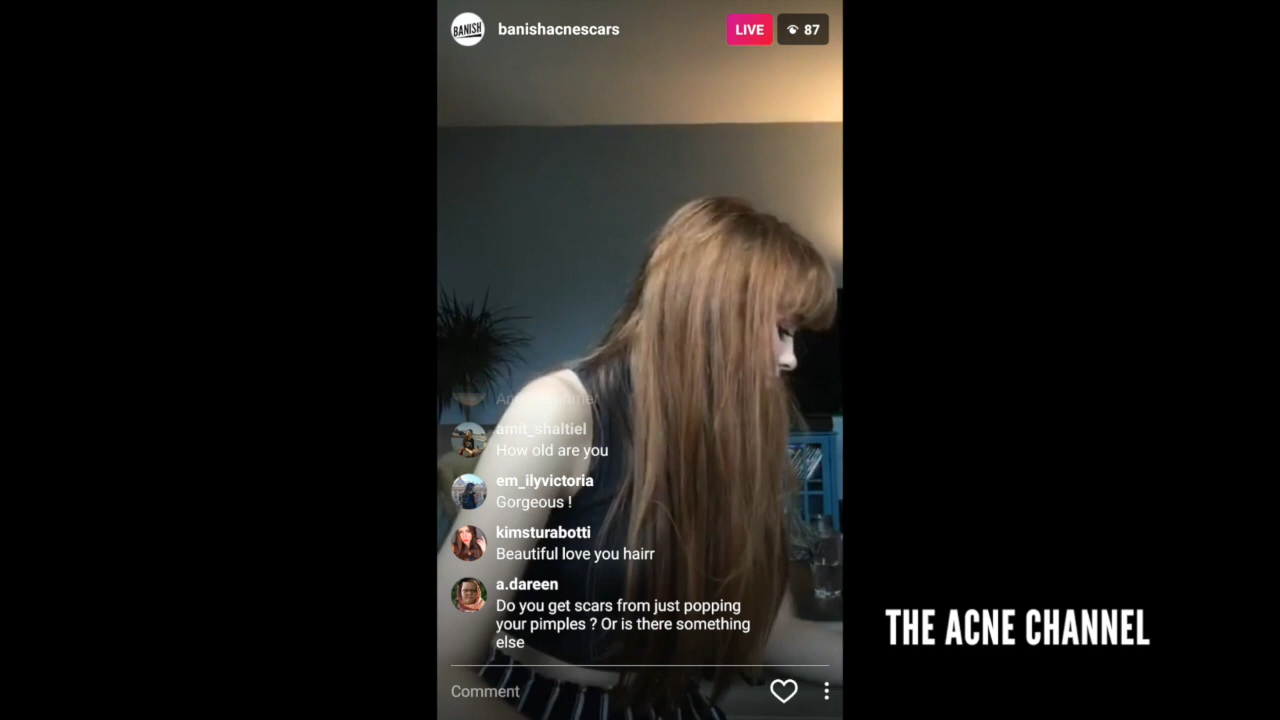 BANISH
banishacnescars
LIVE
87
amit_shaltiel
How old are you
em_ilyvictoria
Gorgeous !
kimsturabotti
Beautiful love you hairr
a.dareen
Do you get scars from just popping
your pimples ? Or is there something
else
Comment
THE ACNE CHANNEL